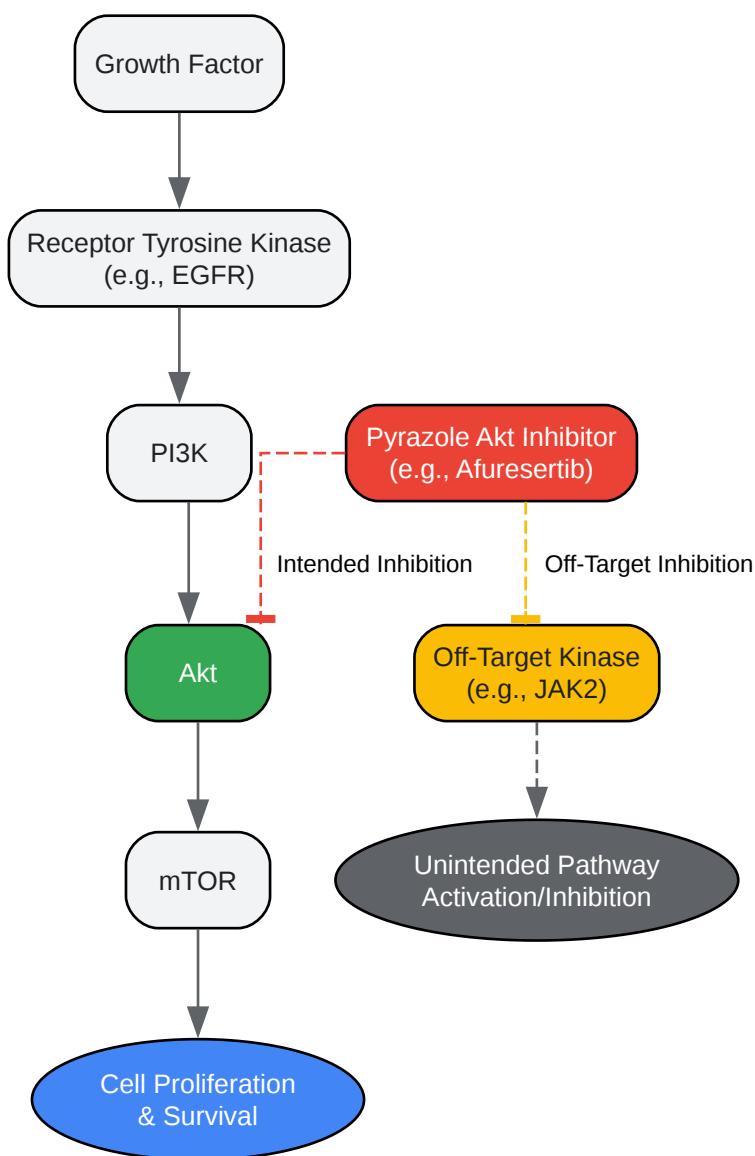 Growth Factor
Receptor Tyrosine Kinase
(e.g., EGFR)
PI3K
Pyrazole Akt Inhibitor
(e.g., Afuresertib)
Intended Inhibition
Off-Target Inhibition
Akt
Off-Target Kinase
(e.g., JAK2)
mTOR
Unintended Pathway
Activation/Inhibition
Cell Proliferation
& Survival